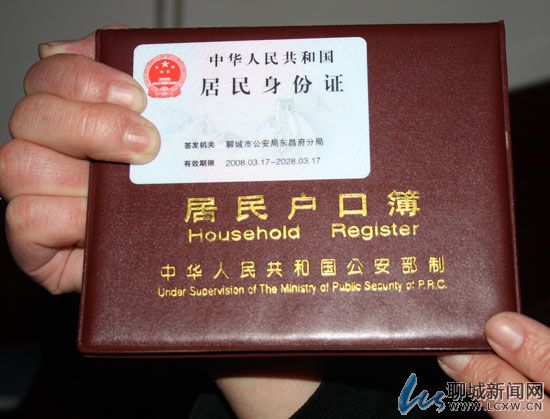 中华人民共和国
居民身份证
签发机关 聊城市公安局东昌府分局
有效期限 2008.03.17-2028.03.17
居民户口簿
Household Register
中华人民共和国公安部制
Under Supervision of The Ministry of Public Security of P.R.C.
聊城新闻网
WWW.LCXW.CN